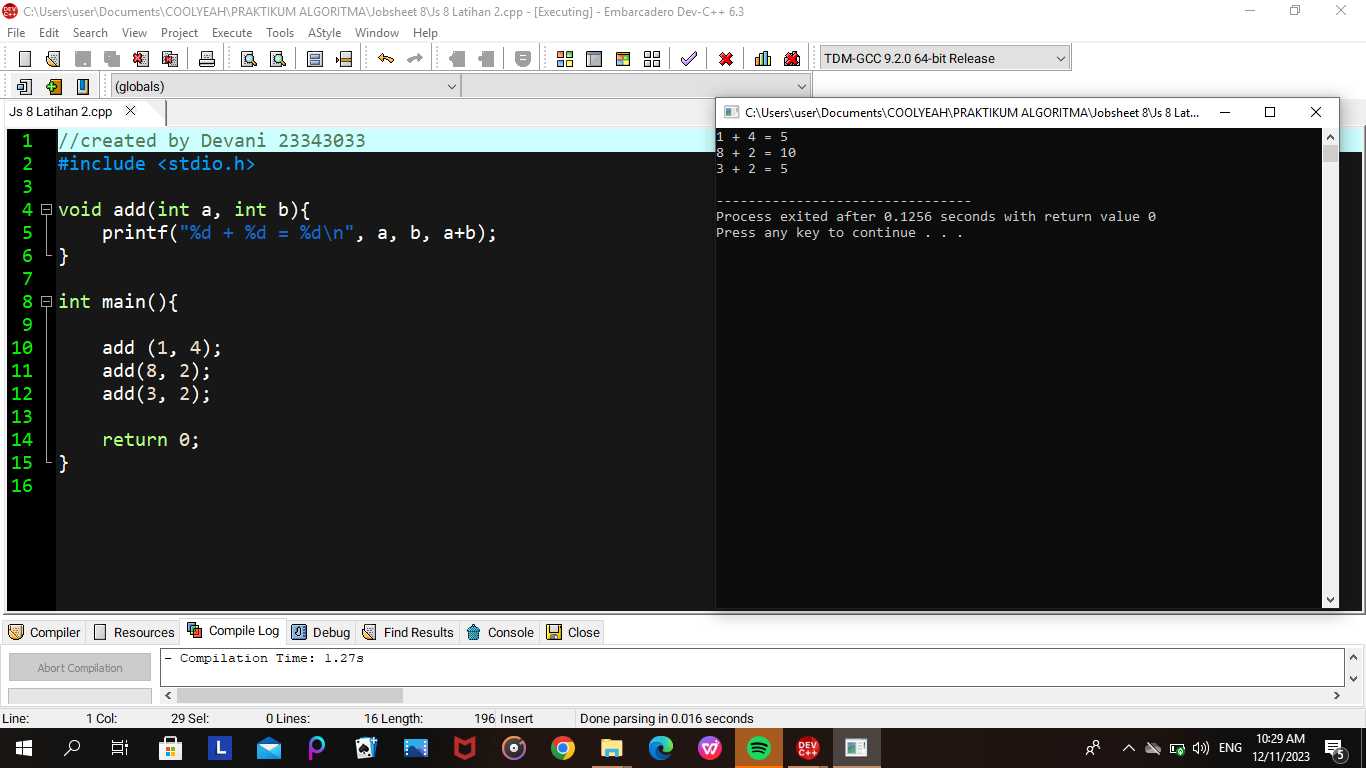 C:\Users\user\Documents\COOLYEAH\PRAKTIKUM ALGORITMA\Jobsheet 8\Js 8 Latihan 2.cpp - [Executing] - Embarcadero Dev-C++ 6.3
File Edit Search View Project Execute Tools AStyle Window Help
TDM-GCC 9.2.0 64-bit Release
(globals)
Js 8 Latihan 2.cpp
1 //created by Devani 23343033
2 #include <stdio.h>
3
4 void add(int a, int b){
5 printf("%d + %d = %d\n", a, b, a+b);
6 }
7
8 int main(){
9
10 add (1, 4);
11 add(8, 2);
12 add(3, 2);
13
14 return 0;
15 }
16
C:\Users\user\Documents\COOLYEAH\PRAKTIKUM ALGORITMA\Jobsheet 8\Js 8 Lat...
1 + 4 = 5
8 + 2 = 10
3 + 2 = 5
--------------------------------
Process exited after 0.1256 seconds with return value 0
Press any key to continue . . .
Compiler Resources Compile Log Debug Find Results Console Close
Abort Compilation
- Compilation Time: 1.27s
Line: 1 Col: 29 Sel: 0 Lines: 16 Length: 196 Insert Done parsing in 0.016 seconds
L
DEV C++
ENG
10:29 AM
12/11/2023
5